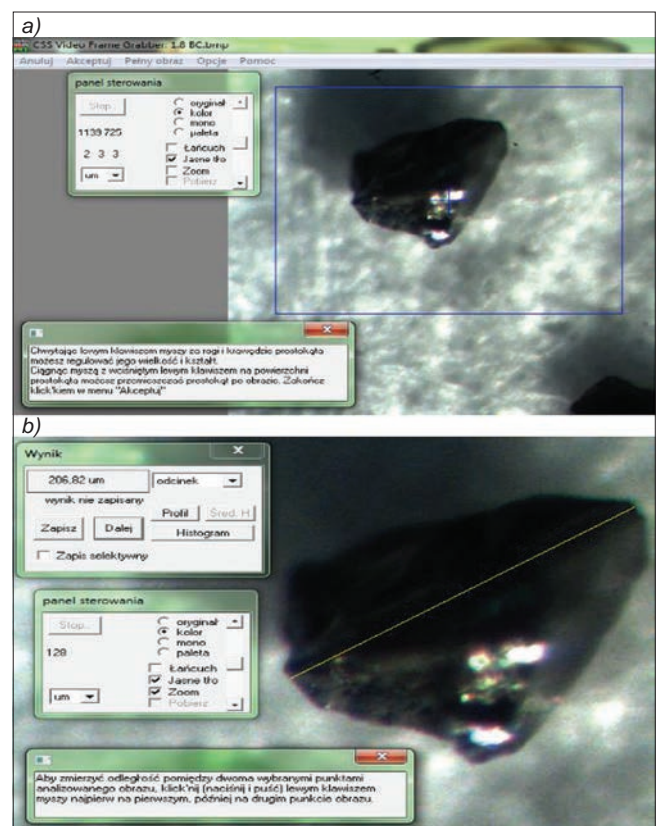 a)
CSS Video Frame Grabber: 1.8 BC.bmp
Anuluj Akceptuj Pełny obraz Opcje Pomoc
panel sterowania
Stop..
oryginał
kolor
1139 725
mono
paleta
2 3 3
Łańcuch
Jasne tło
um
Zoom
Pobierz
Chwytając lewym klawiszem myszy za rogi i krawędzie prostokąta
możesz regulować jego wielkość i kształt.
Ciągnąc myszą z wciśniętym lewym klawiszem na powierzchni
prostokąta możesz przemieszczać prostokąt po obrazie. Zakończ
klick'kiem w menu "Akceptuj"
b)
Wynik
206,82 um
odcinek
wynik nie zapisany
Profil Śred. H
Zapisz Dalej
Histogram
Zapis selektywny
panel sterowania
Stop..
oryginał
kolor
128
mono
paleta
Łańcuch
Jasne tło
um
Zoom
Pobierz
Aby zmierzyć odległość pomiędzy dwoma wybranymi punktami
analizowanego obrazu, klick'nij (naciśnij i puść) lewym klawiszem
myszy najpierw na pierwszym, później na drugim punkcie obrazu.